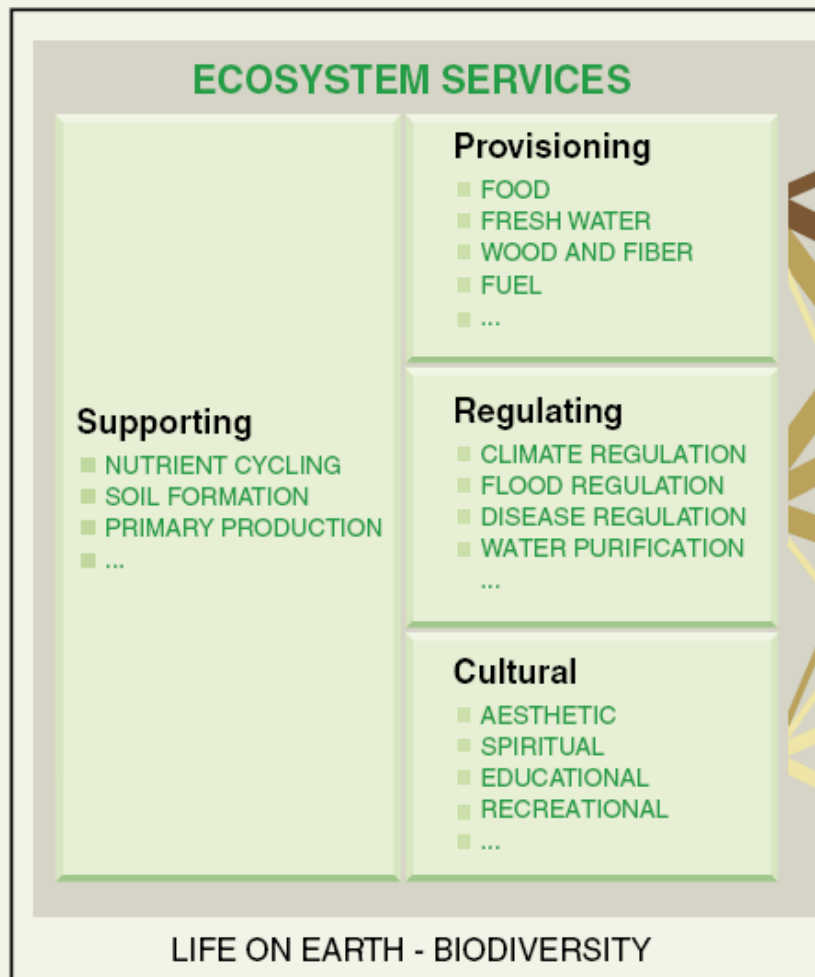 ECOSYSTEM SERVICES
Supporting
NUTRIENT CYCLING
SOIL FORMATION
PRIMARY PRODUCTION
...
Provisioning
FOOD
FRESH WATER
WOOD AND FIBER
FUEL
...
Regulating
CLIMATE REGULATION
FLOOD REGULATION
DISEASE REGULATION
WATER PURIFICATION
...
Cultural
AESTHETIC
SPIRITUAL
EDUCATIONAL
RECREATIONAL
...
LIFE ON EARTH - BIODIVERSITY